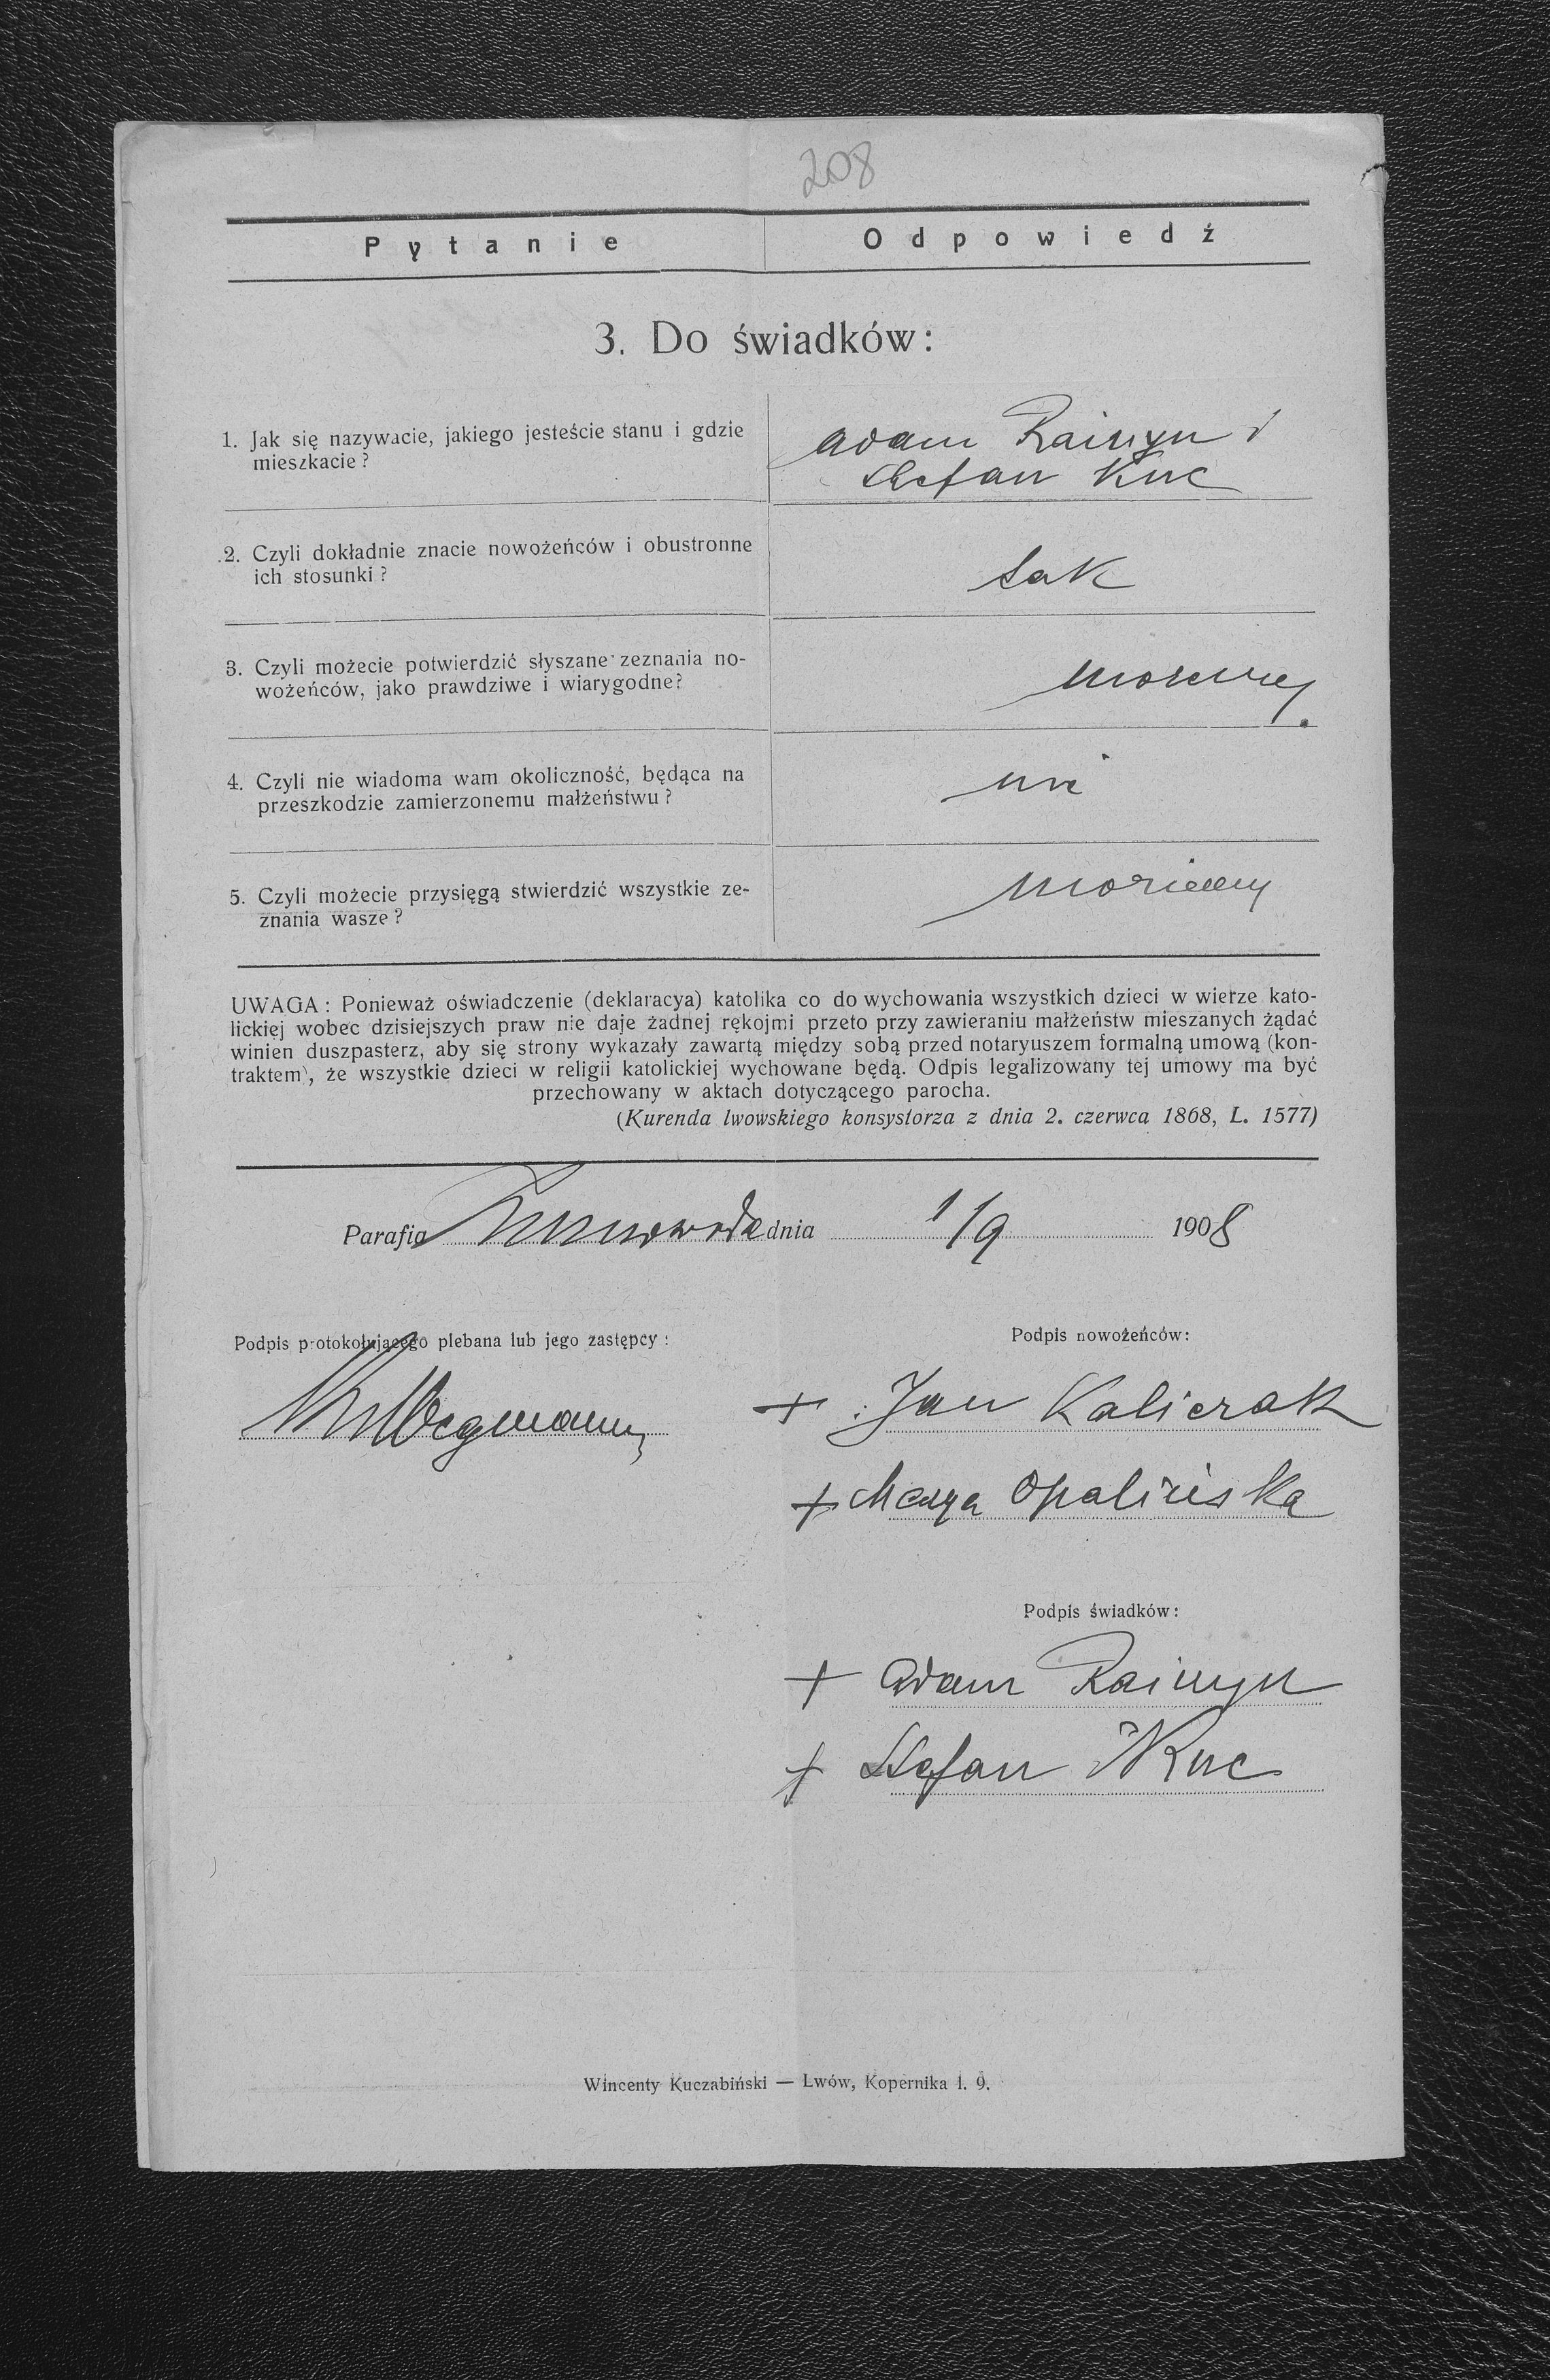 208
Pytanie Odpowiedź
3. Do świadków:
1. Jak się nazywacie, jakiego jesteście stanu i gdzie
mieszkacie?
Adam Rainyn i
Stefan Kuc
2. Czyli dokładnie znacie nowożeńców i obustronne
ich stosunki?
tak
3. Czyli możecie potwierdzić słyszane zeznania no-
wożeńców, jako prawdziwe i wiarygodne?
możemy.
4. Czyli nie wiadoma wam okoliczność, będąca na
przeszkodzie zamierzonemu małżeństwu?
nie
5. Czyli możecie przysięgą stwierdzić wszystkie ze-
znania wasze?
możiemy
UWAGA: Ponieważ oświadczenie (deklaracya) katolika co do wychowania wszystkich dzieci w wierze kato-
lickiej wobec dzisiejszych praw nie daje żadnej rękojmi przeto przy zawieraniu małżeństw mieszanych żądać
winien duszpasterz, aby się strony wykazały zawartą między sobą przed notaryuszem formalną umową (kon-
traktem), że wszystkie dzieci w religii katolickiej wychowane będą. Odpis legalizowany tej umowy ma być
przechowany w aktach dotyczącego parocha.
(Kurenda lwowskiego konsystorza z dnia 2. czerwca 1868, L. 1577)
Parafia dnia 1/9 1908
Podpis protokołującego plebana lub jego zastępcy:
Wegmann
Podpis nowożeńców:
+ Jan Kaliczak
+ Marya Opalińska
Podpis świadków:
+ Adam Rainyn
+ Stefan Kuc
Wincenty Kuczabiński — Lwów, Kopernika l. 9.